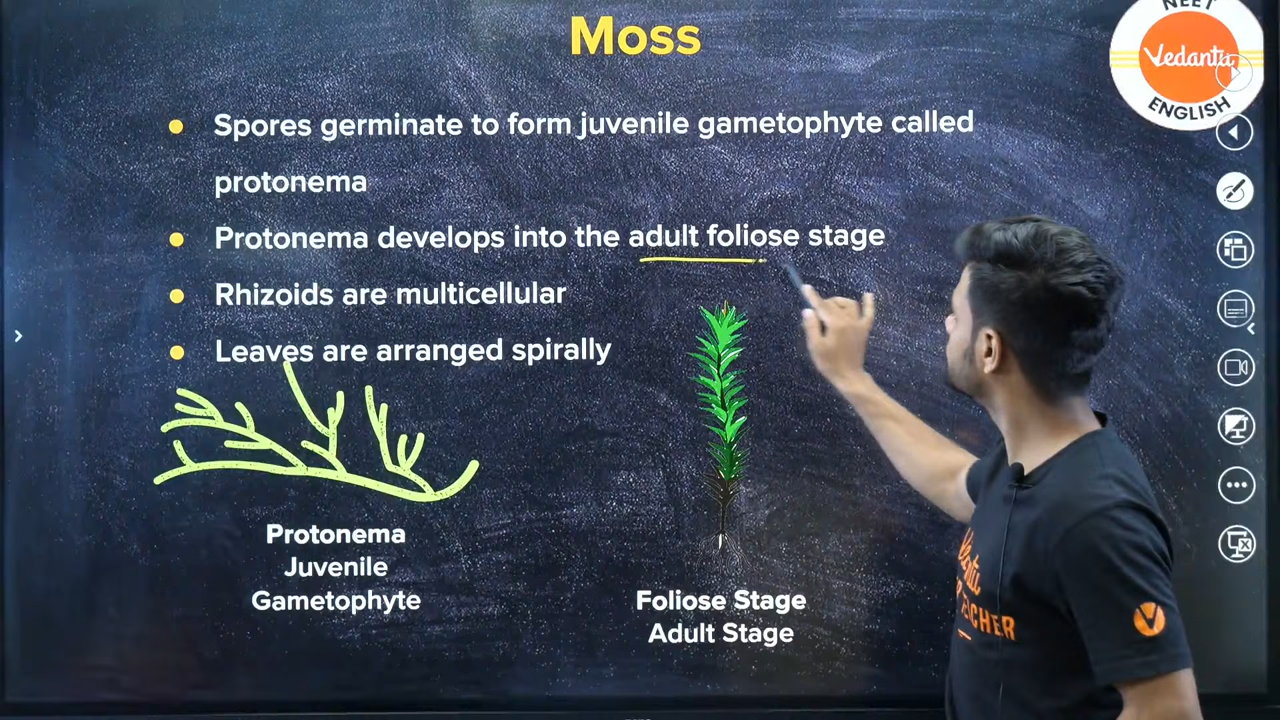 Moss
NEET
Vedantu
ENGLISH
Spores germinate to form juvenile gametophyte called
protonema
Protonema develops into the adult foliose stage
Rhizoids are multicellular
Leaves are arranged spirally
Protonema
Juvenile
Gametophyte
Foliose Stage
Adult Stage